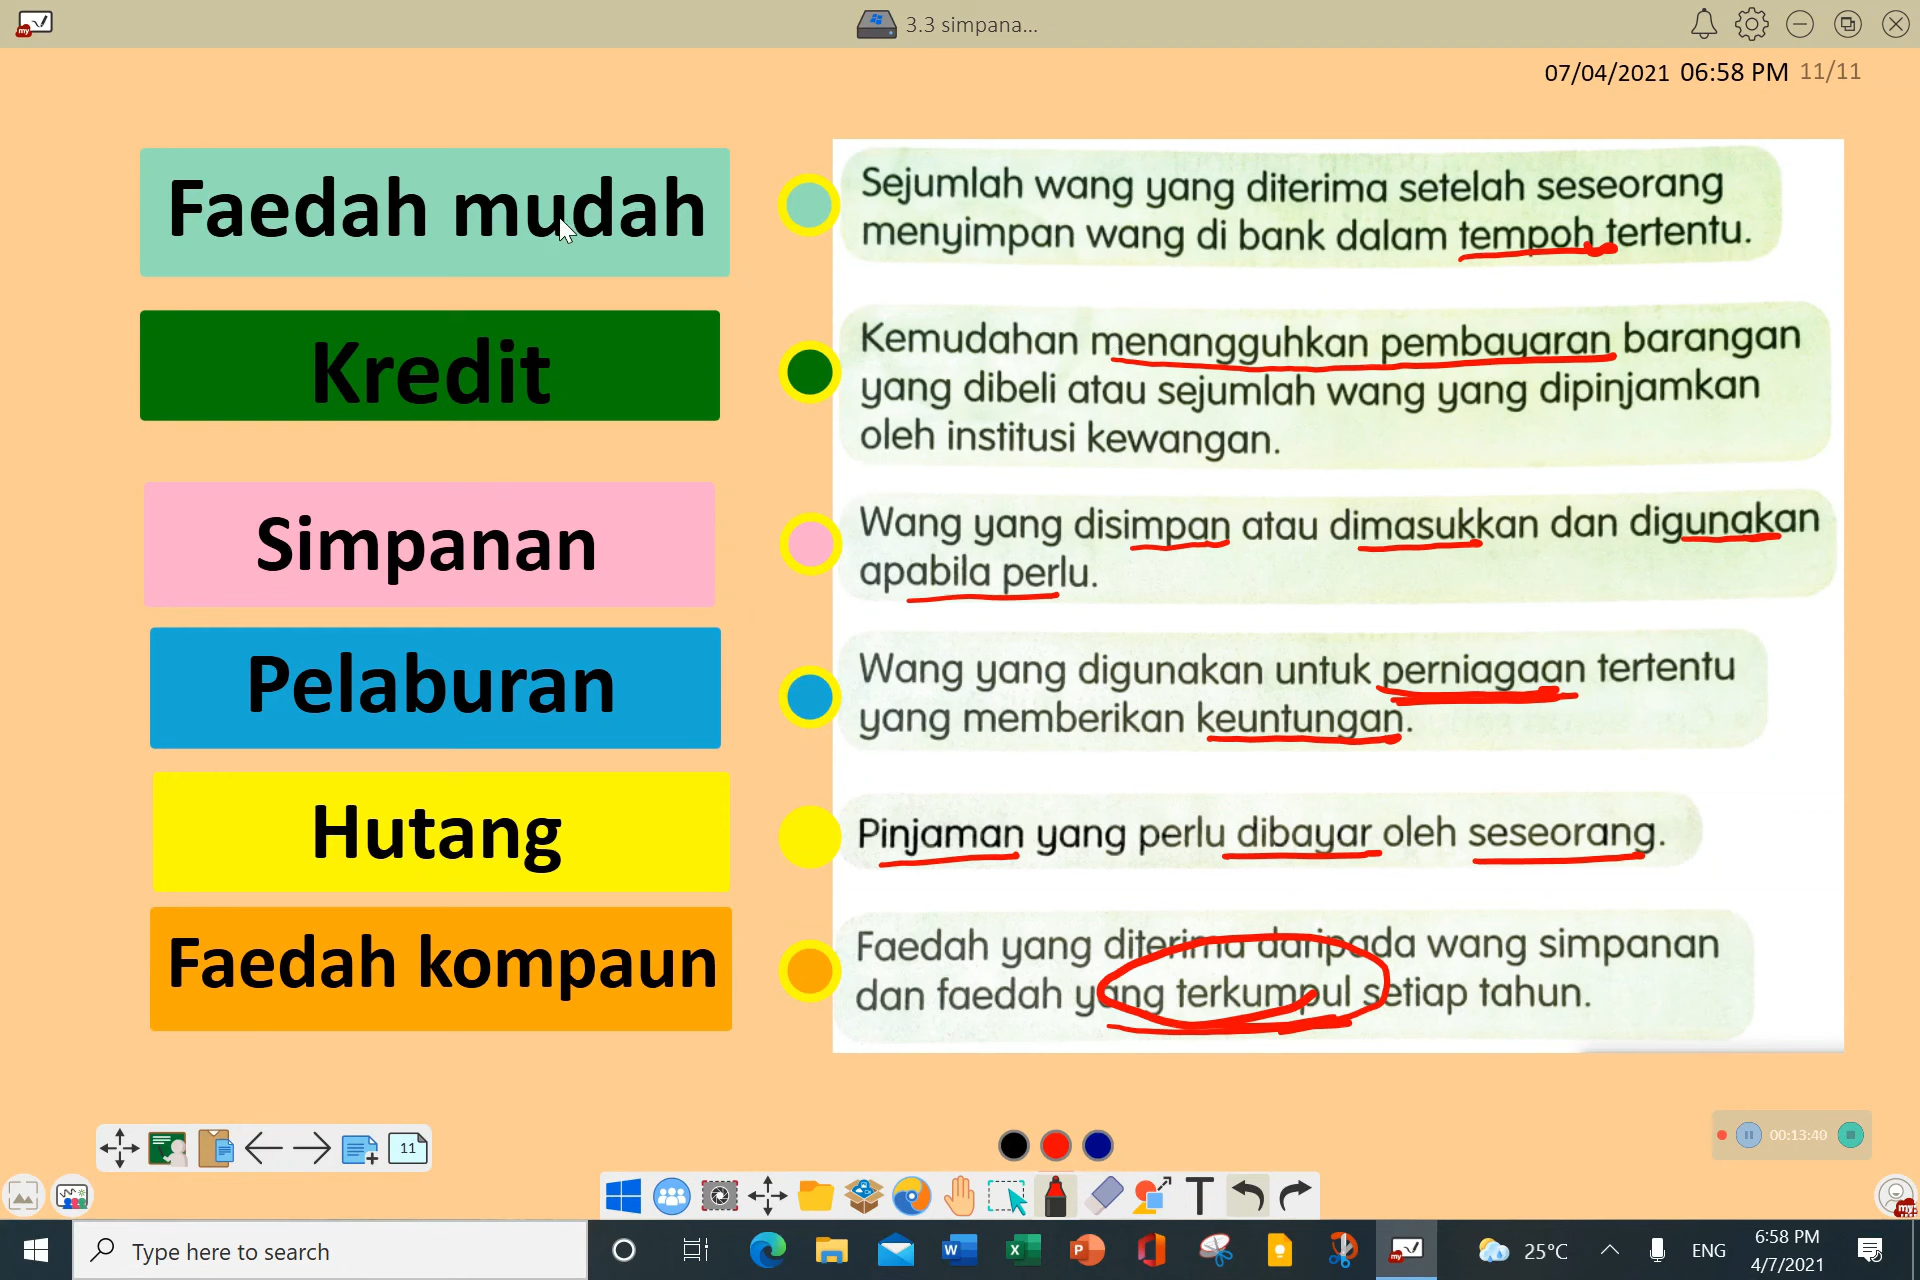 3.3 simpana...
07/04/2021 06:58 PM 11/11
Faedah mudah
Sejumlah wang yang diterima setelah seseorang
menyimpan wang di bank dalam tempoh tertentu.
Kredit
Kemudahan menangguhkan pembayaran barangan
yang dibeli atau sejumlah wang yang dipinjamkan
oleh institusi kewangan.
Simpanan
Wang yang disimpan atau dimasukkan dan digunakan
apabila perlu.
Pelaburan
Wang yang digunakan untuk perniagaan tertentu
yang memberikan keuntungan.
Hutang
Pinjaman yang perlu dibayar oleh seseorang.
Faedah kompaun
Faedah yang diterima daripada wang simpanan
dan faedah yang terkumpul setiap tahun.
11
00:13:40
Type here to search
25°C
ENG
6:58 PM
4/7/2021